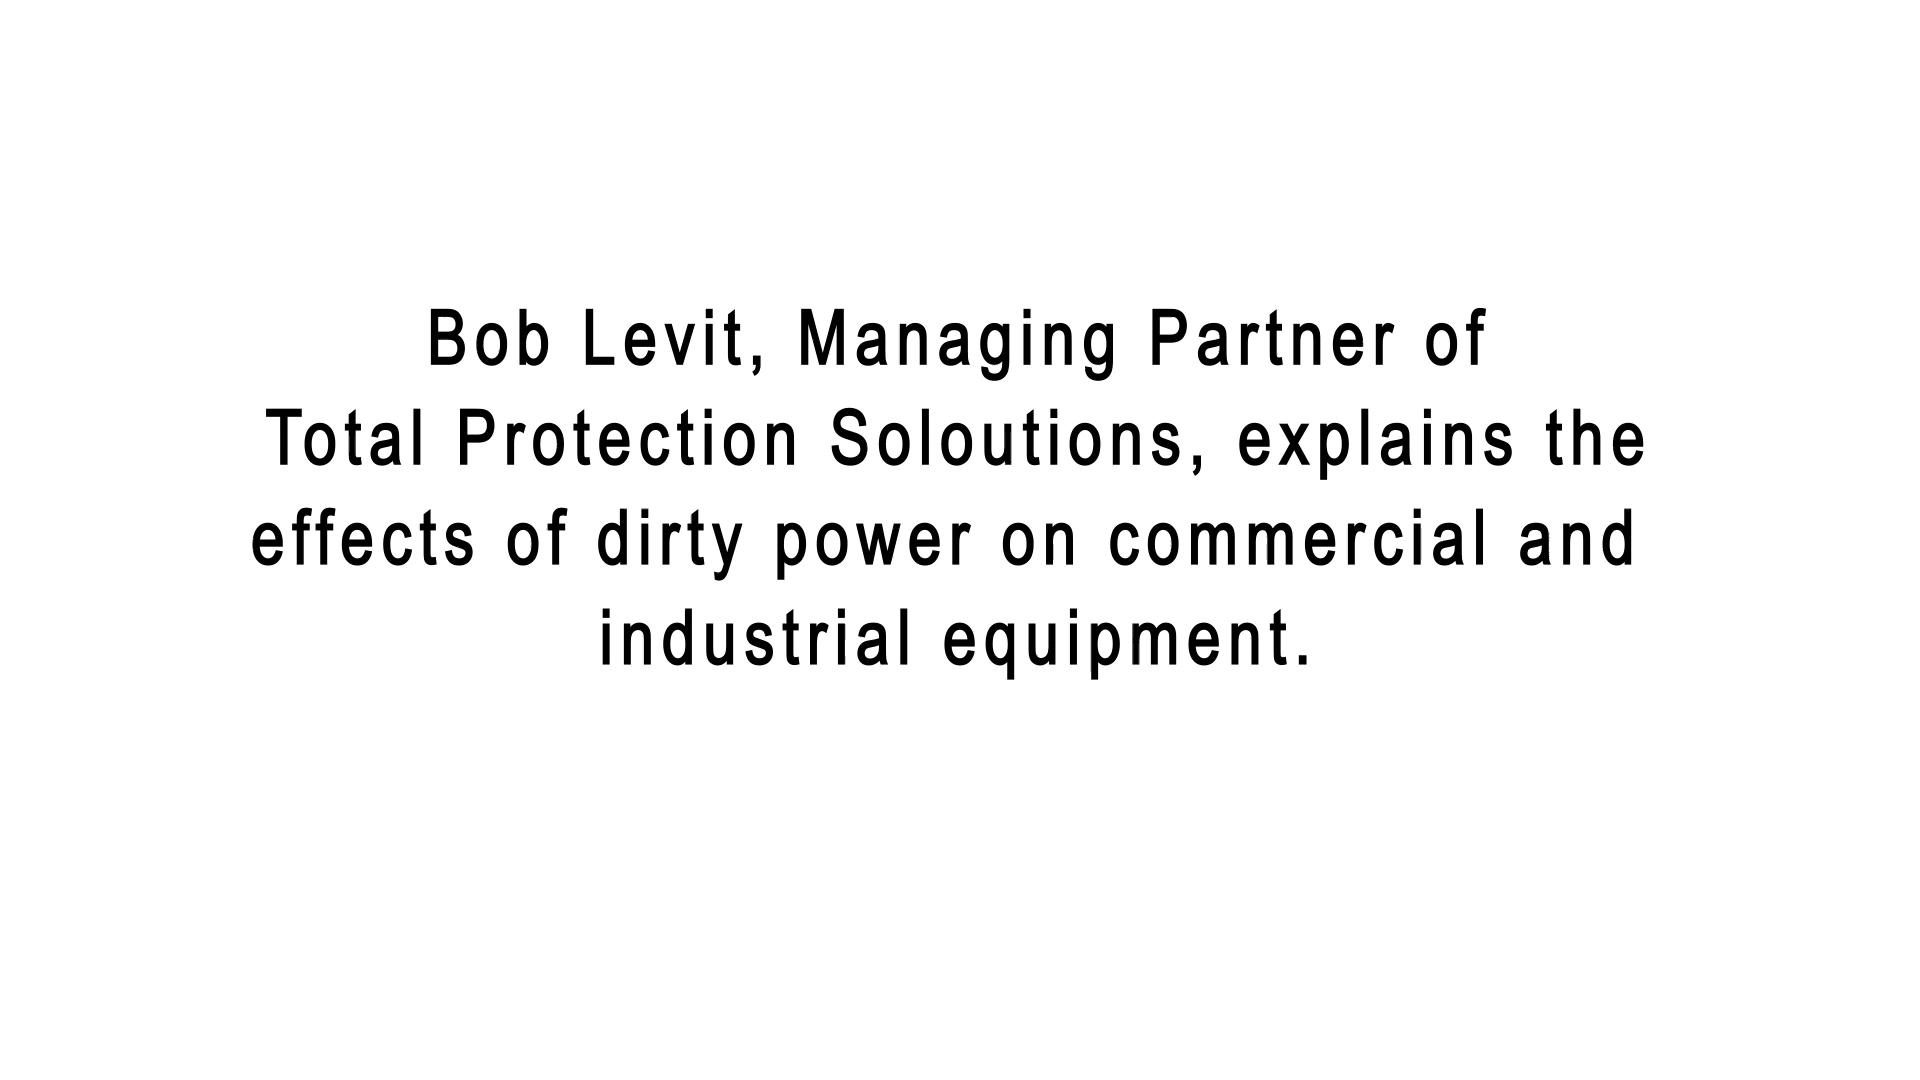 Bob Levit, Managing Partner of
Total Protection Soloutions, explains the
effects of dirty power on commercial and
industrial equipment.